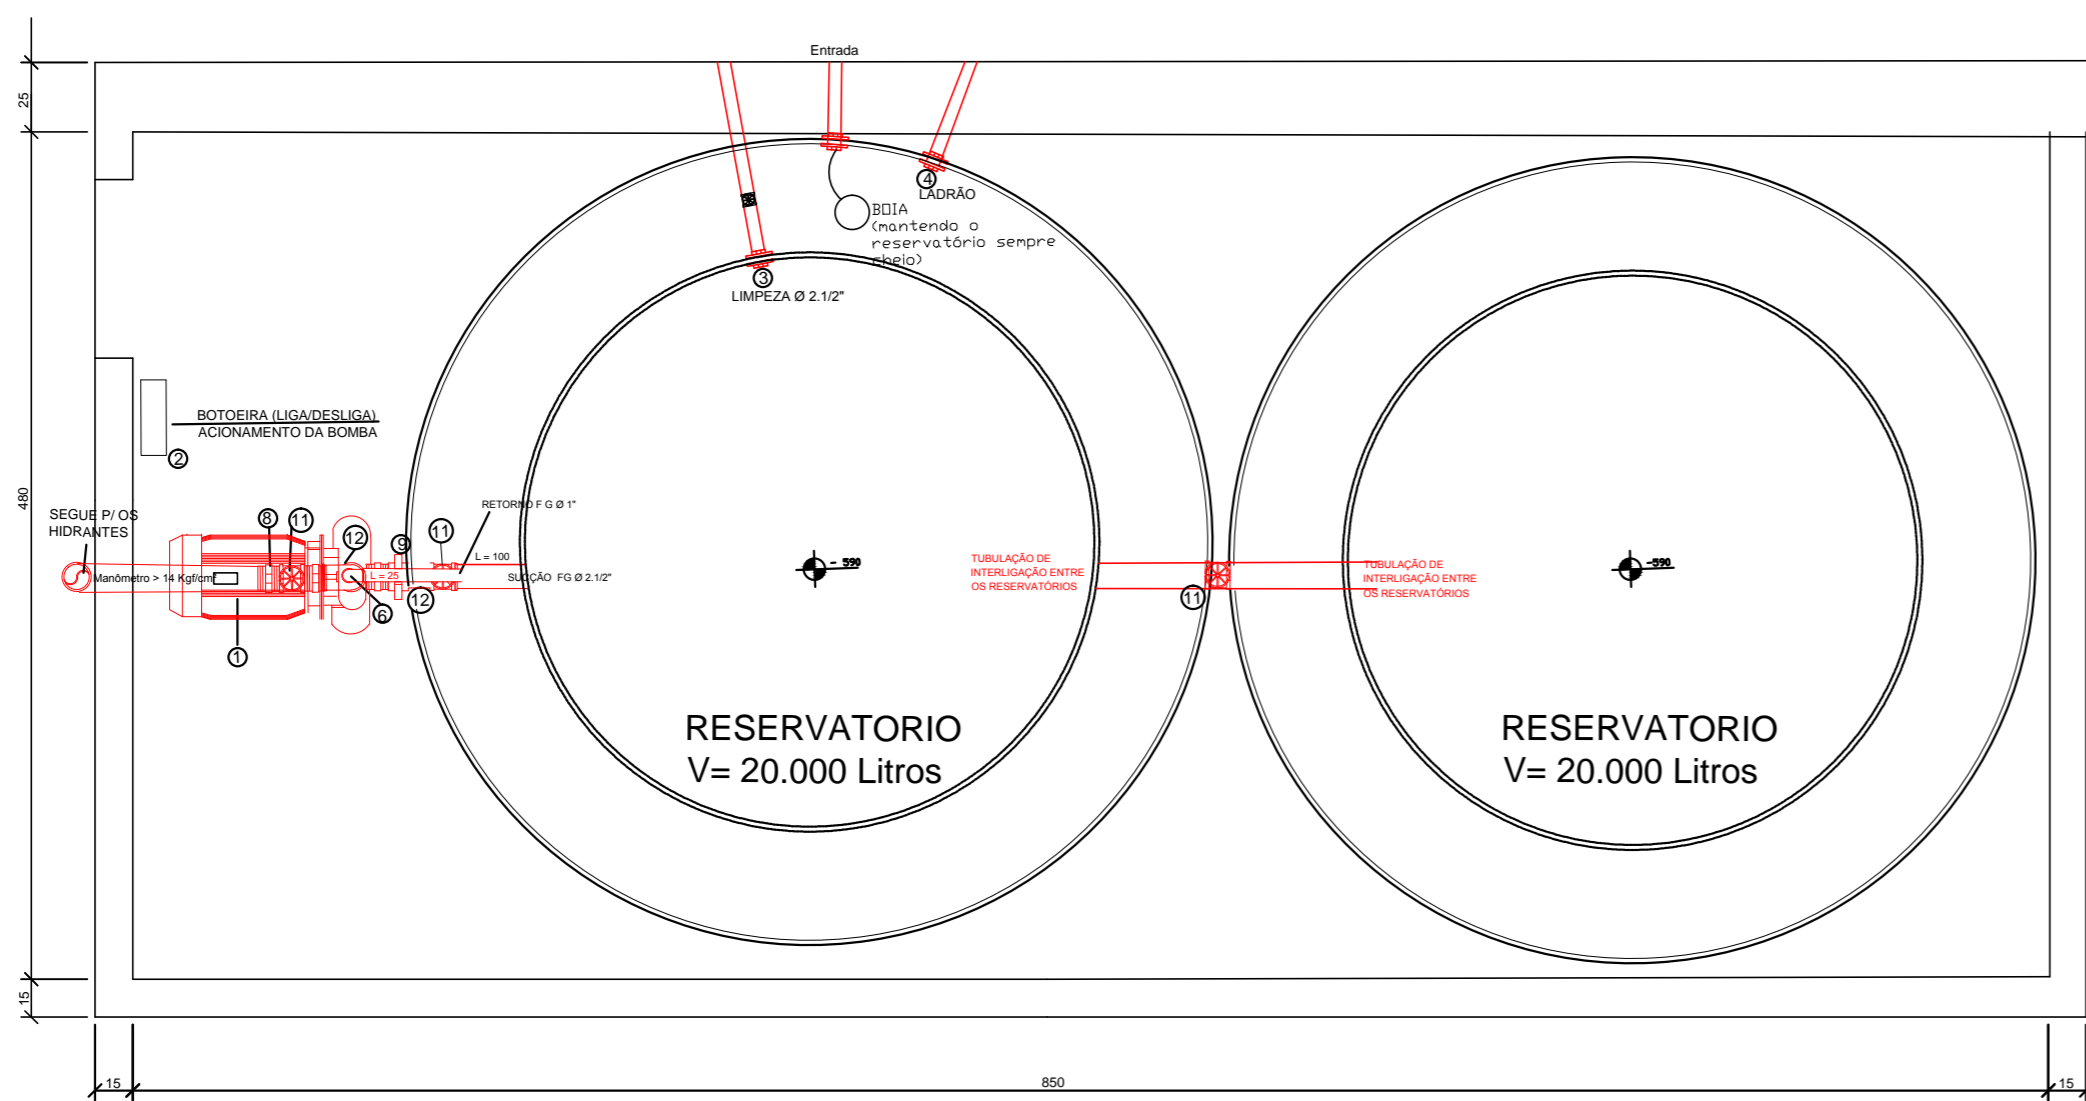 Entrada
25
4
LADRÃO
BOIA
(mantendo o
reservatório sempre
cheio)
3
LIMPEZA Ø 2.1/2"
BOTOEIRA (LIGA/DESLIGA)
ACIONAMENTO DA BOMBA
2
480
SEGUE P/ OS
HIDRANTES
8
11
12
9
11
RETORNO F G Ø 1"
L = 100
Manômetro > 14 Kgf/cm²
L = 25
SUCÇÃO FG Ø 2.1/2"
12
6
1
- 590
TUBULAÇÃO DE
INTERLIGAÇÃO ENTRE
OS RESERVATÓRIOS
11
TUBULAÇÃO DE
INTERLIGAÇÃO ENTRE
OS RESERVATÓRIOS
-590
RESERVATORIO
V= 20.000 Litros
RESERVATORIO
V= 20.000 Litros
15
15
850
15